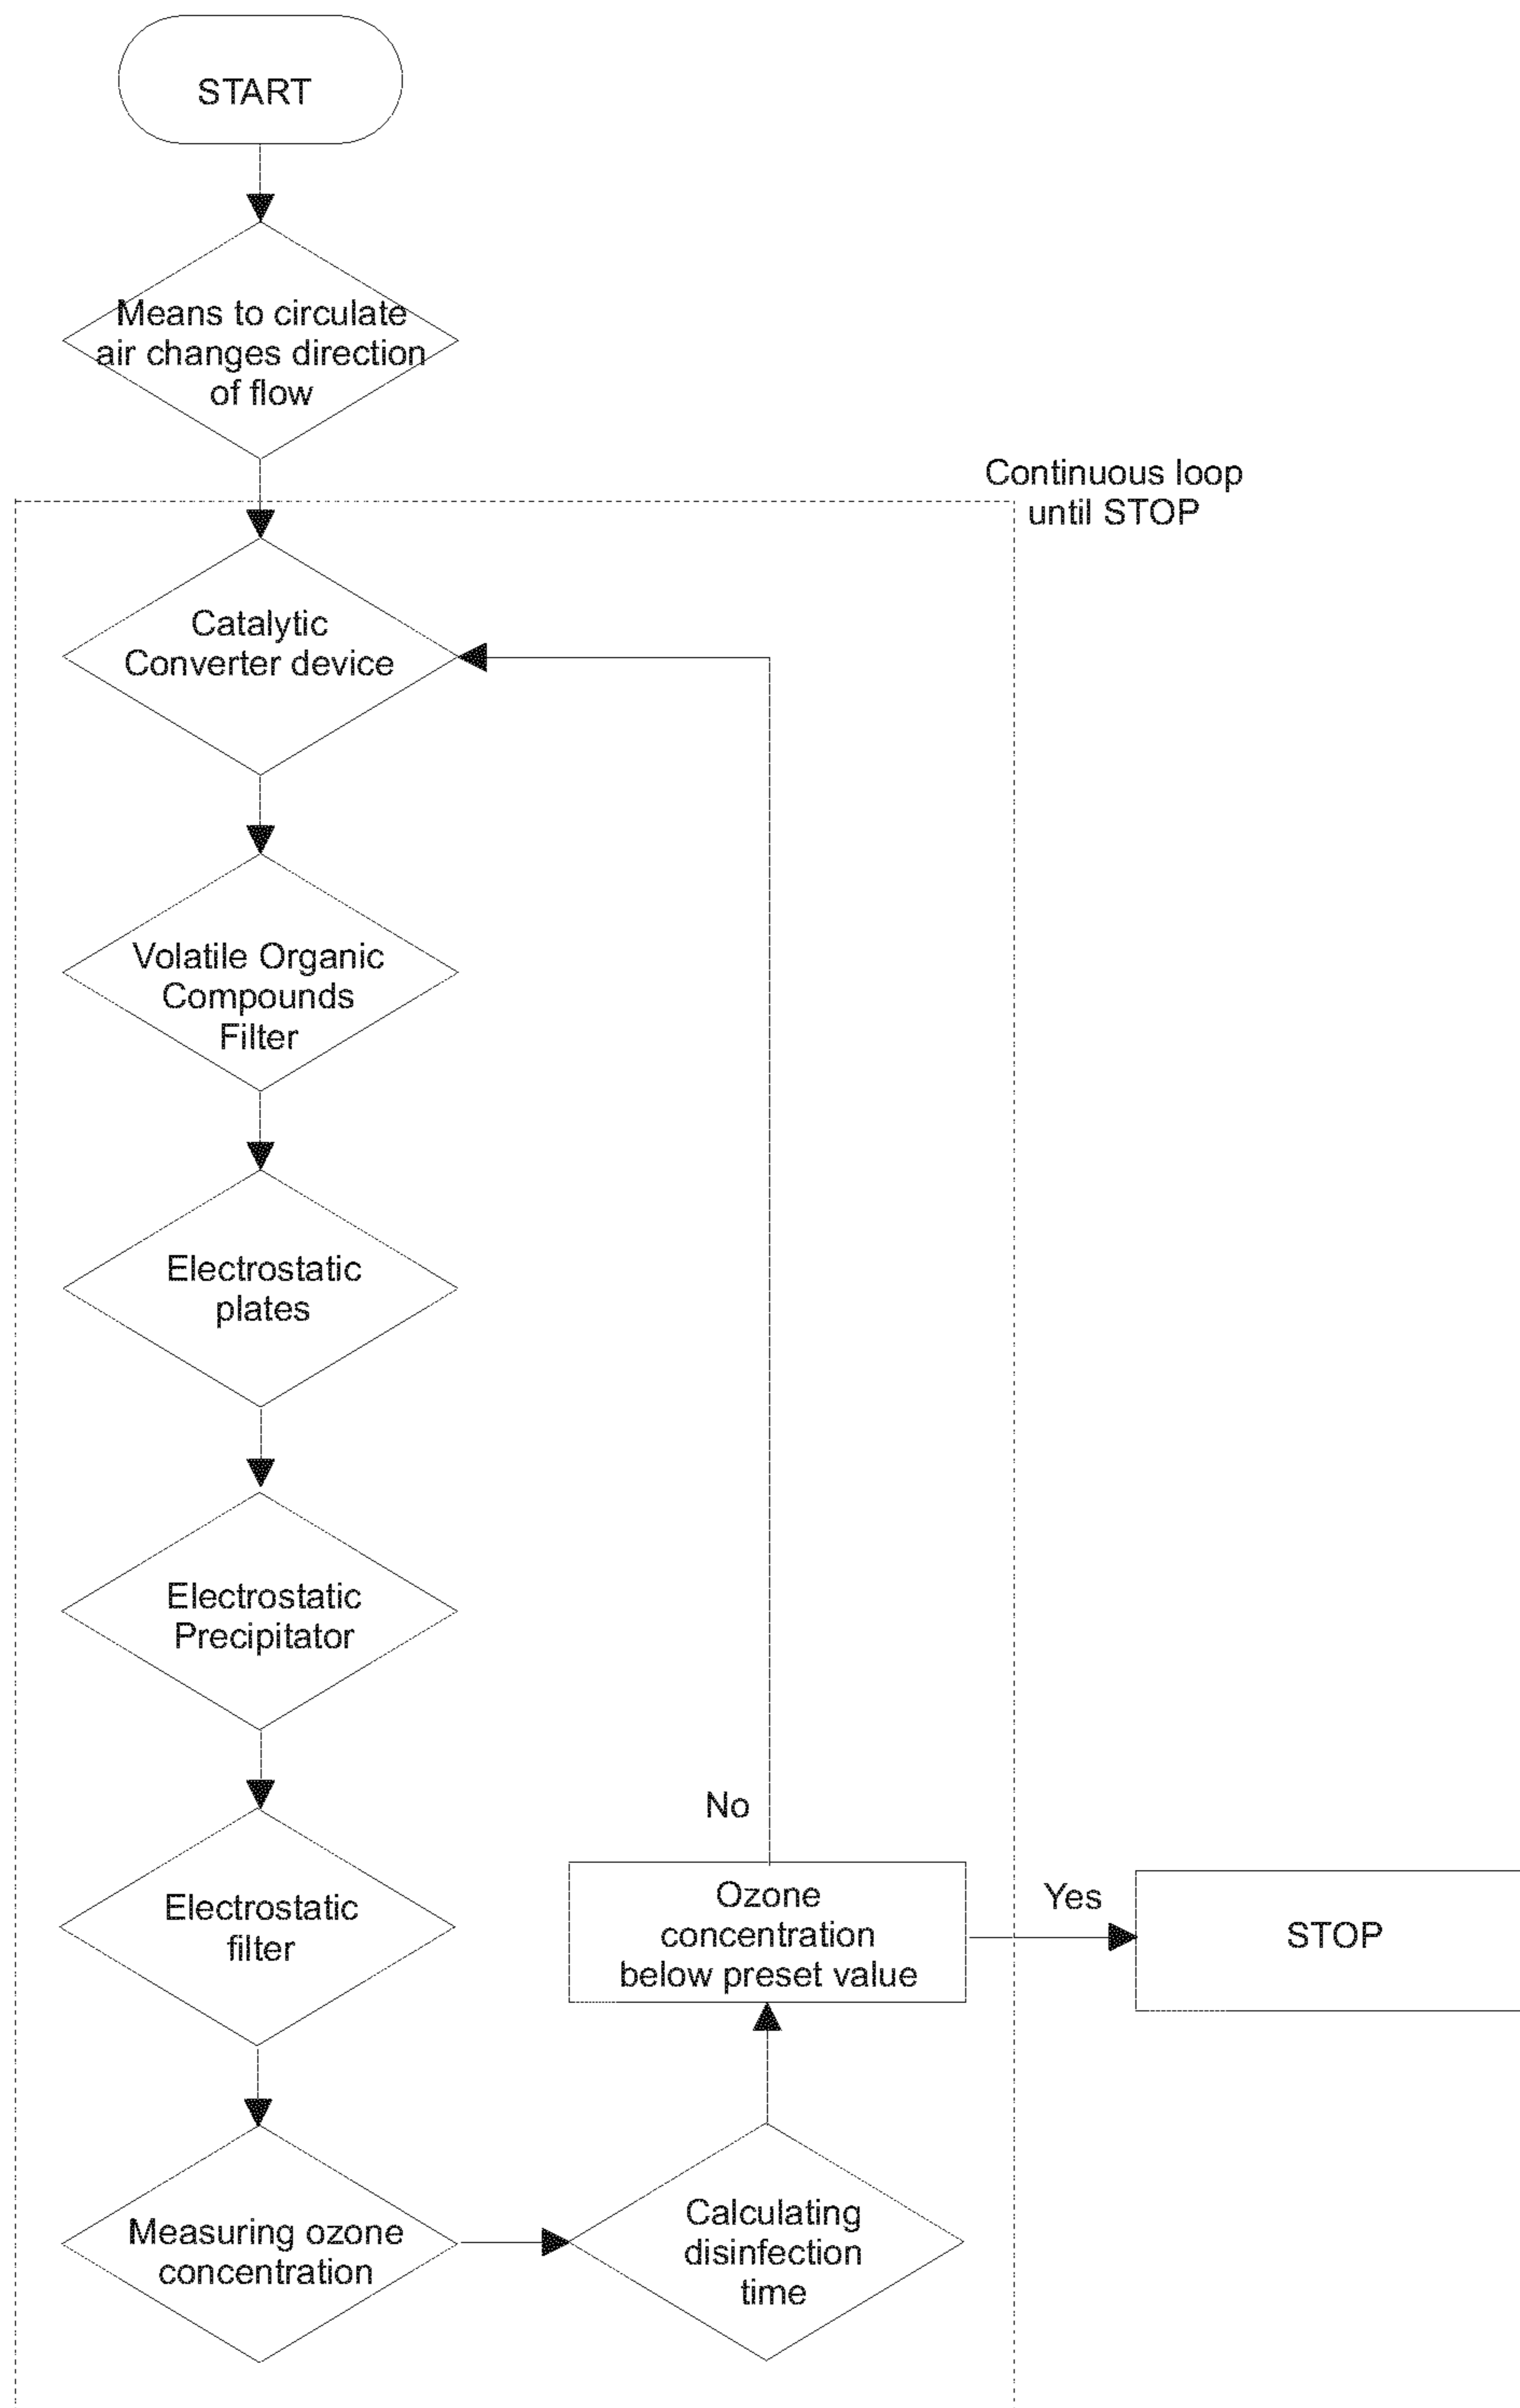 START
Means to circulate
air changes direction
of flow
Continuous loop
until STOP
Catalytic
Converter device
Volatile Organic
Compounds
Filter
Electrostatic
plates
Electrostatic
Precipitator
No
Electrostatic
filter
Ozone
concentration
below preset value
Yes
STOP
Measuring ozone
concentration
Calculating
disinfection
time